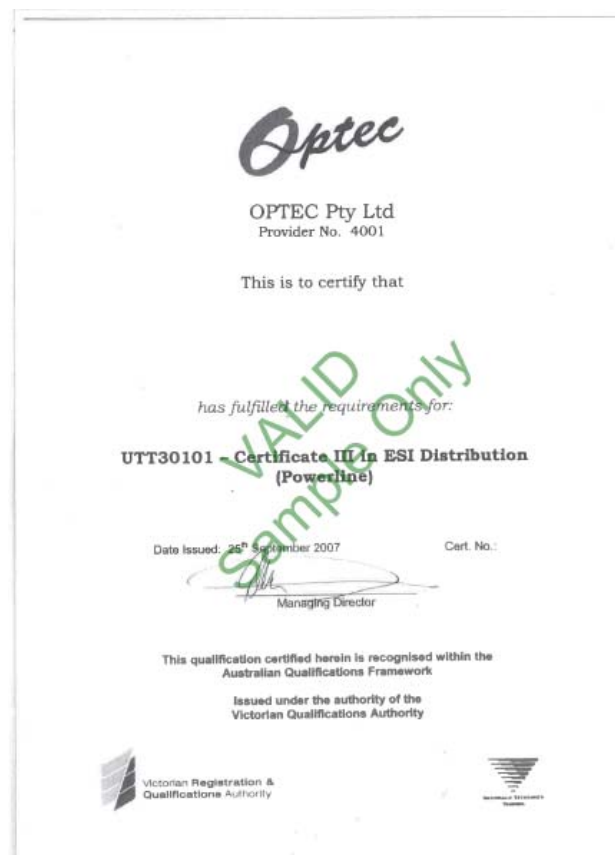 Optec
OPTEC Pty Ltd
Provider No. 4001
This is to certify that
has fulfilled the requirements for:
UTT30101 – Certificate III in ESI Distribution
(Powerline)
VALID
Sample Only
Date Issued: 25th September 2007
Cert. No.:
Managing Director
This qualification certified herein is recognised within the
Australian Qualifications Framework
Issued under the authority of the
Victorian Qualifications Authority
Victorian Registration &
Qualifications Authority
Training